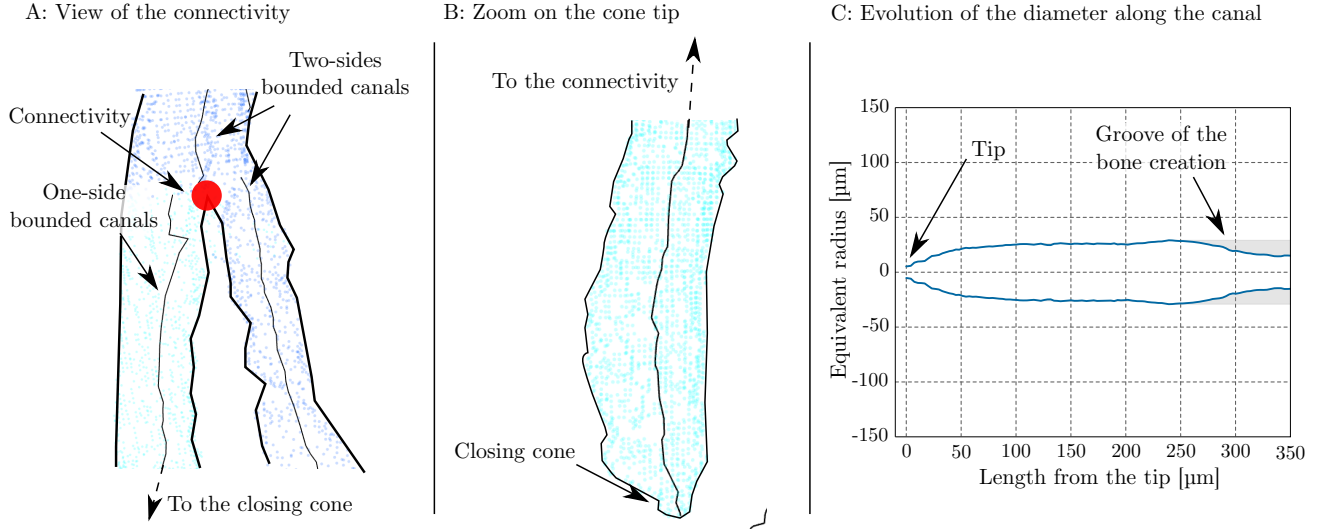 A: View of the connectivity
Two-sides
bounded canals
Connectivity
One-side
bounded canals
To the closing cone
B: Zoom on the cone tip
To the connectivity
Closing cone
C: Evolution of the diameter along the canal
Equivalent radius [µm]
150
100
50
0
-50
-100
-150
Tip
Groove of the
bone creation
0 50 100 150 200 250 300 350
Length from the tip [µm]